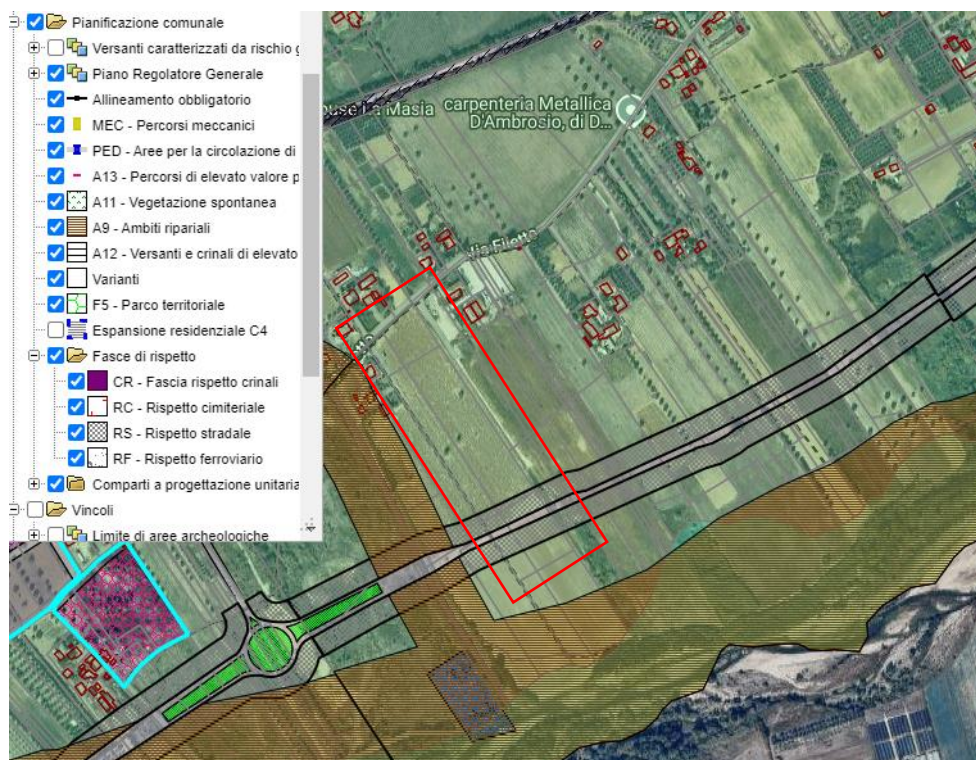 Pianificazione comunale
Versanti caratterizzati da rischio
Piano Regolatore Generale
Allineamento obbligatorio
MEC - Percorsi meccanici
PED - Aree per la circolazione di
A13 - Percorsi di elevato valore p
A11 - Vegetazione spontanea
A9 - Ambiti ripariali
A12 - Versanti e crinali di elevato
Varianti
F5 - Parco territoriale
Espansione residenziale C4
Fasce di rispetto
CR - Fascia rispetto crinali
RC - Rispetto cimiteriale
RS - Rispetto stradale
RF - Rispetto ferroviario
Comparti a progettazione unitaria
Vincoli
Limite di aree archeologiche
ouse La Masia
carpenteria Metallica
D'Ambrosio, di D...
Via Filetto